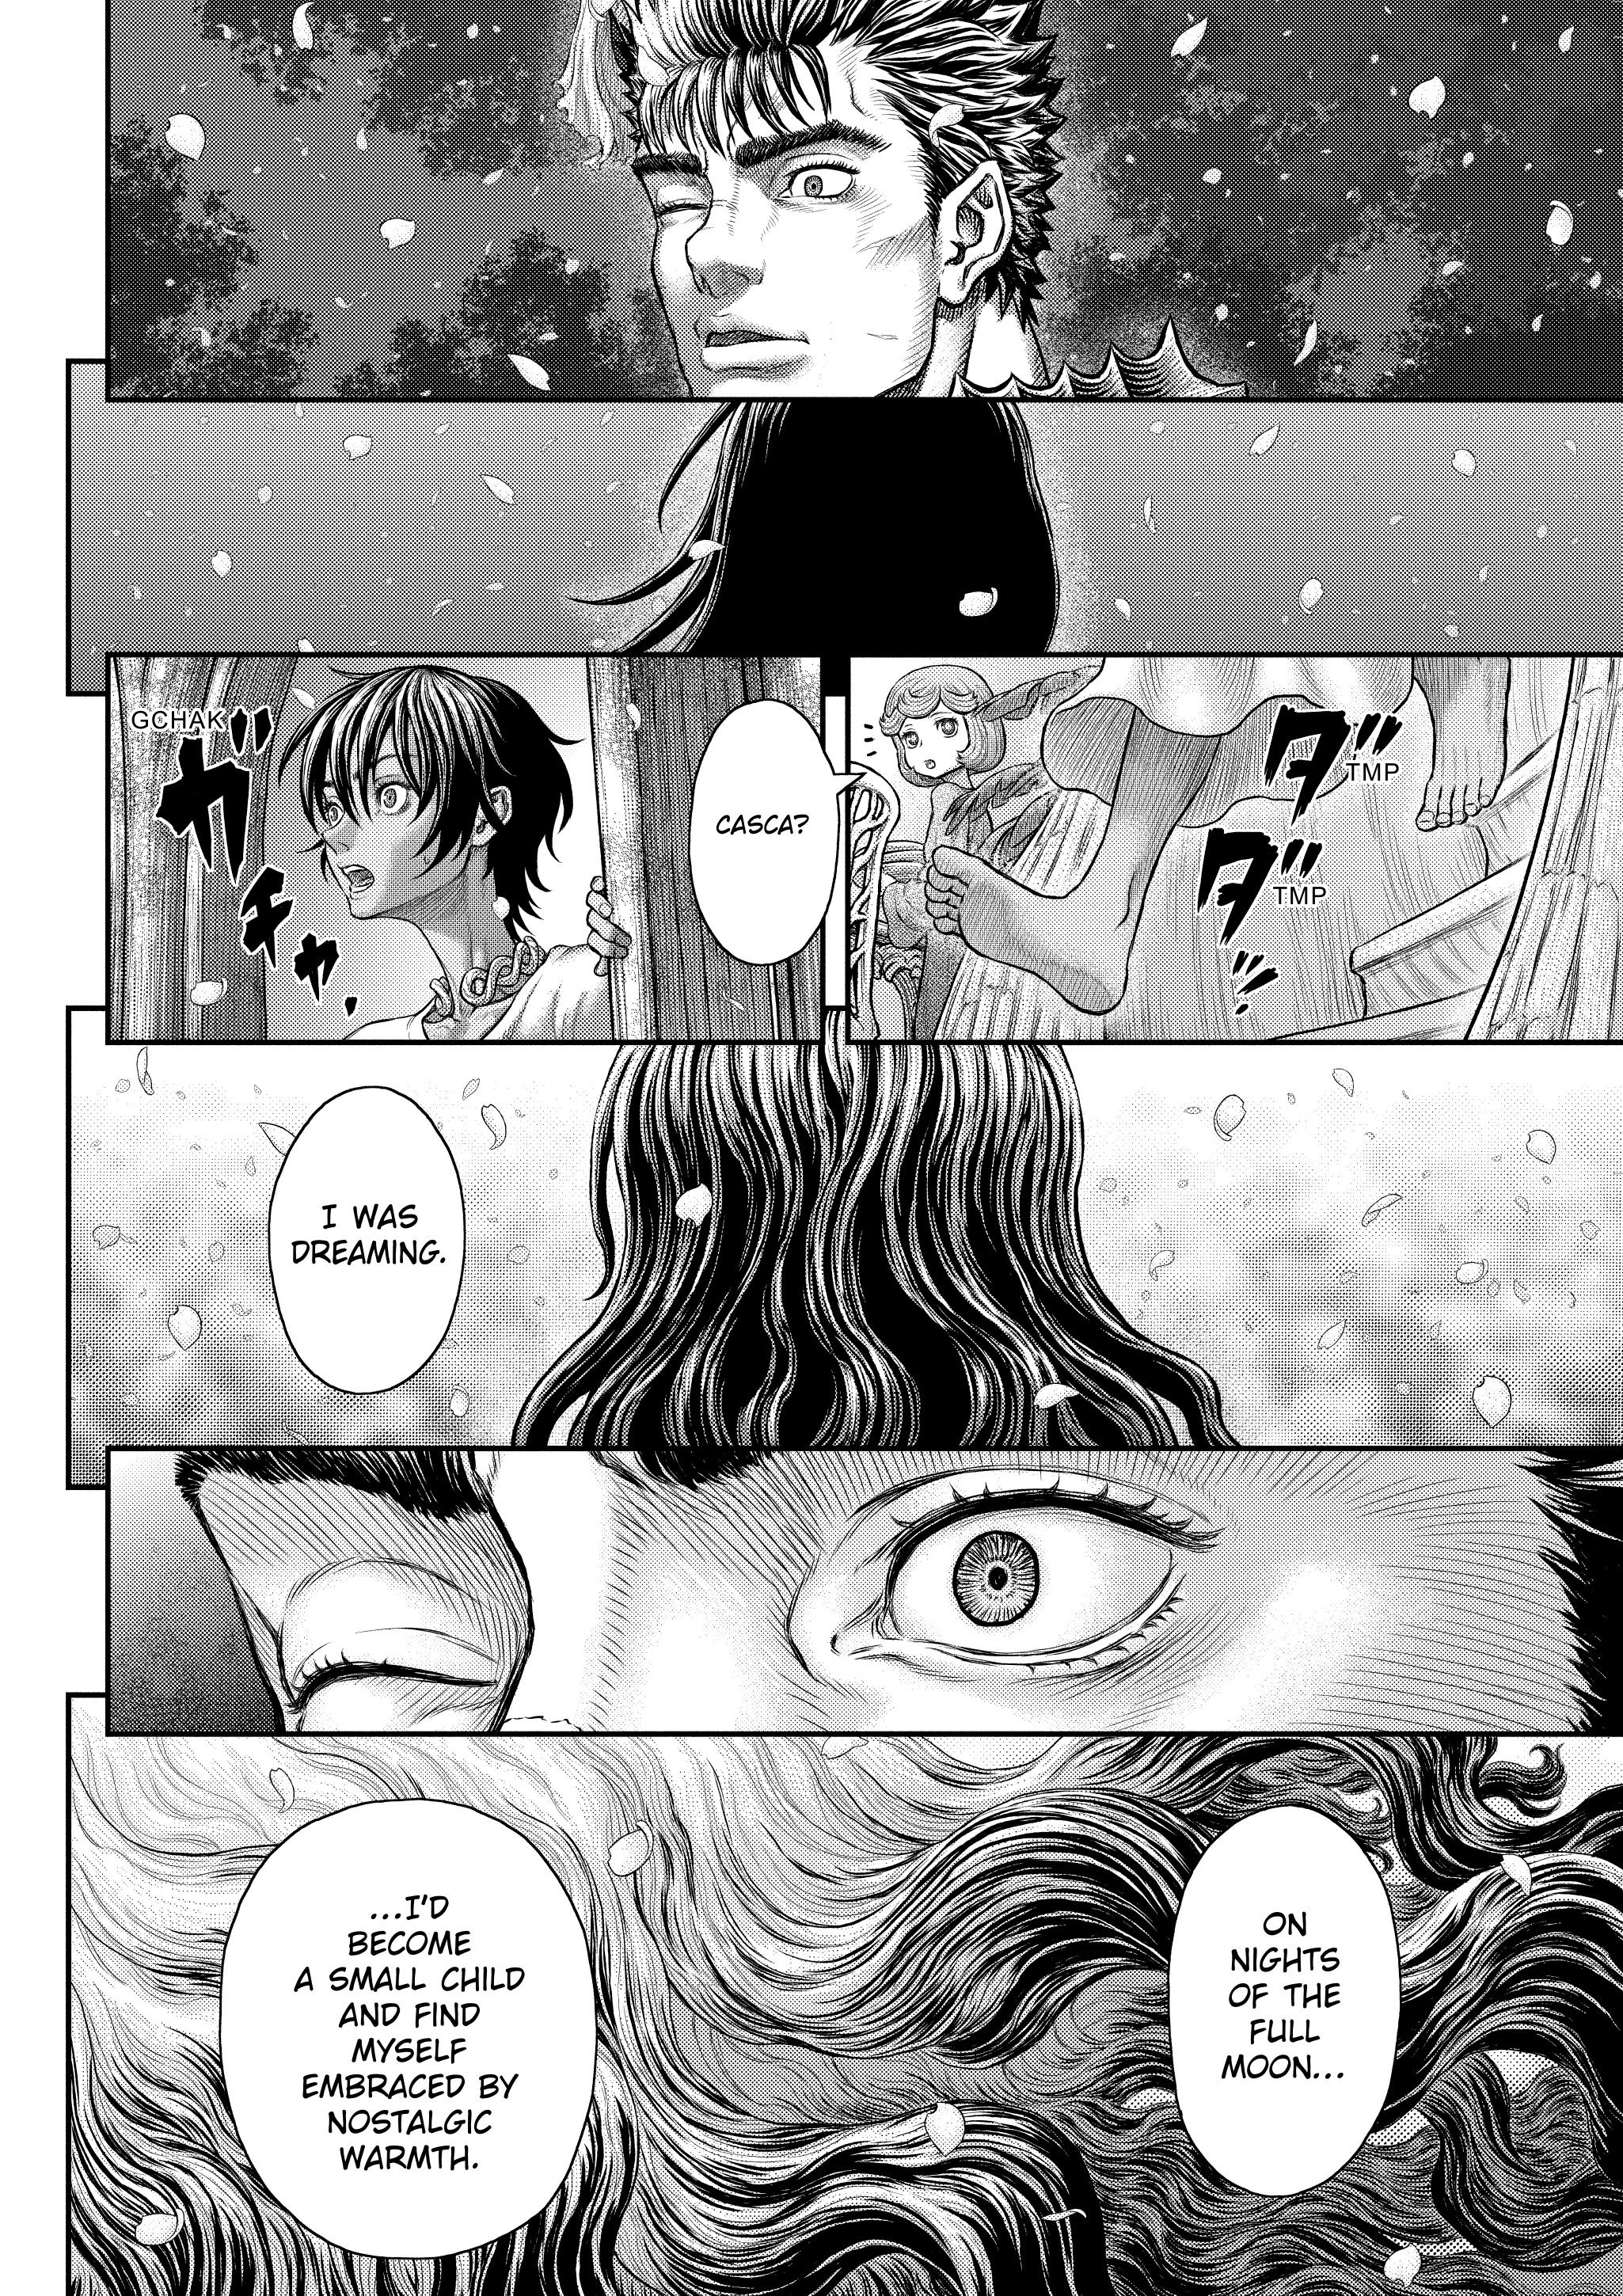 ダ
TMP
ダ
TMP
CASCA?
GCHAK
ガ
チャ
I WAS
DREAMING.
ON
NIGHTS
OF THE
FULL
MOON...
...I'D
BECOME
A SMALL CHILD
AND FIND
MYSELF
EMBRACED BY
NOSTALGIC
WARMTH.